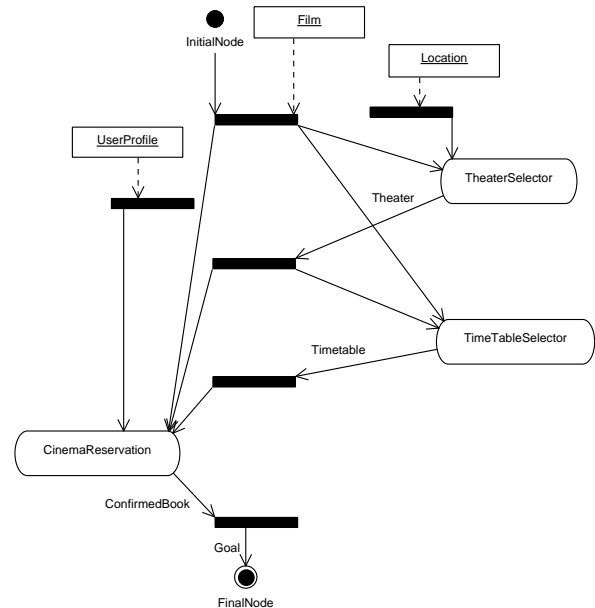 Film
InitialNode
Location
UserProfile
TheaterSelector
Theater
TimeTableSelector
Timetable
CinemaReservation
ConfirmedBook
Goal
FinalNode